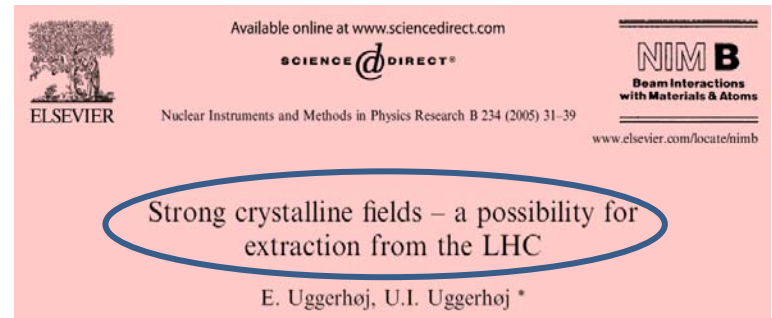 Available online at www.sciencedirect.com
SCIENCE DIRECT®
NIM B
Beam Interactions
with Materials & Atoms
ELSEVIER
Nuclear Instruments and Methods in Physics Research B 234 (2005) 31–39
www.elsevier.com/locate/nimb
Strong crystalline fields – a possibility for
extraction from the LHC
E. Uggerhøj, U.I. Uggerhøj *